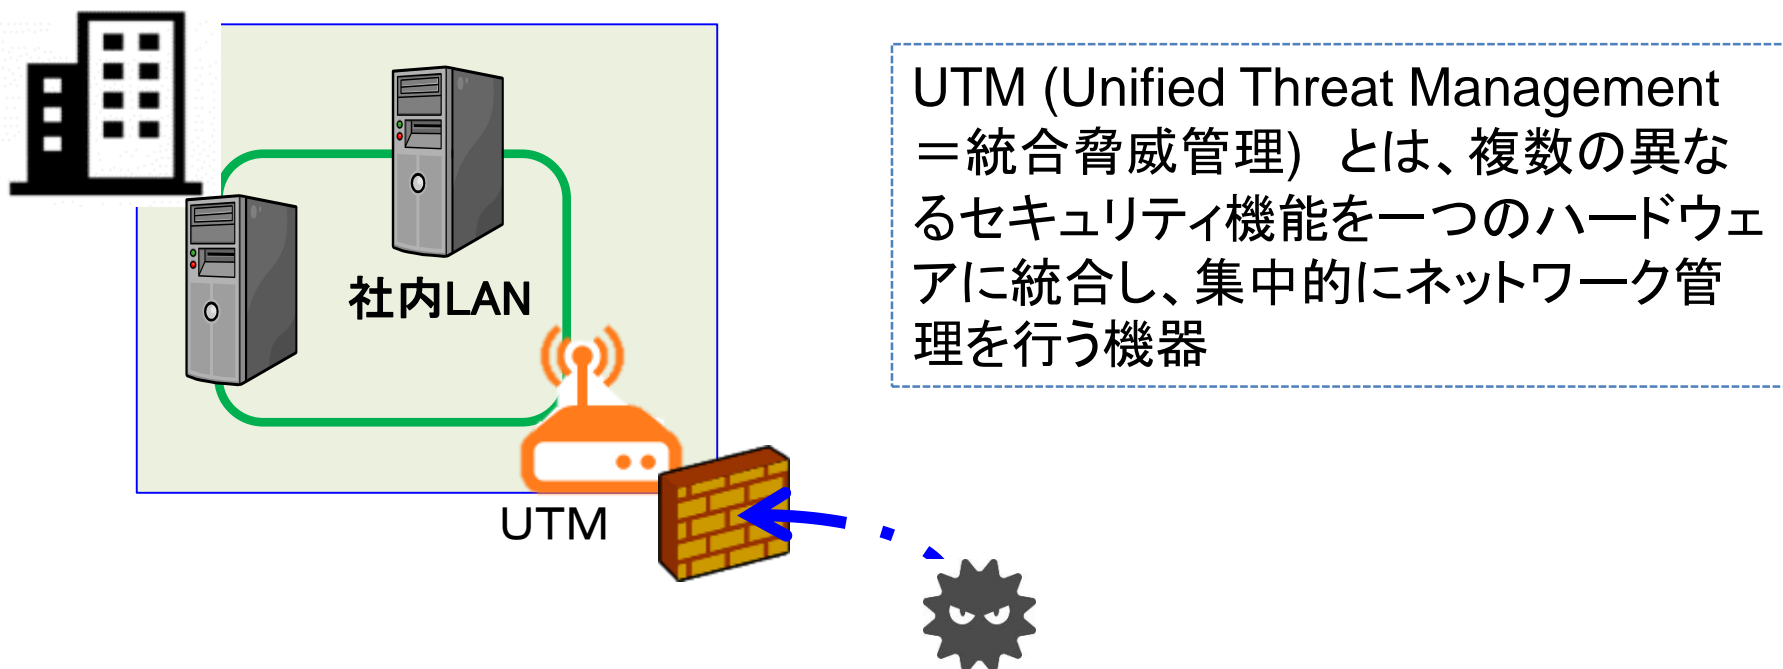 社内LAN
UTM
UTM (Unified Threat Management
＝統合脅威管理)　とは、複数の異な
るセキュリティ機能を一つのハードウェ
アに統合し、集中的にネットワーク管
理を行う機器